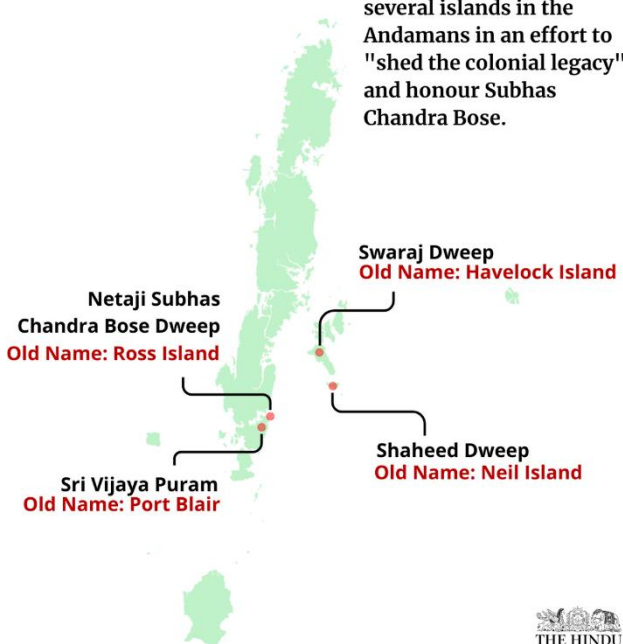 several islands in the
Andamans in an effort to
"shed the colonial legacy"
and honour Subhas
Chandra Bose.
Swaraj Dweep
Old Name: Havelock Island
Netaji Subhas
Chandra Bose Dweep
Old Name: Ross Island
Shaheed Dweep
Old Name: Neil Island
Sri Vijaya Puram
Old Name: Port Blair
THE HINDU